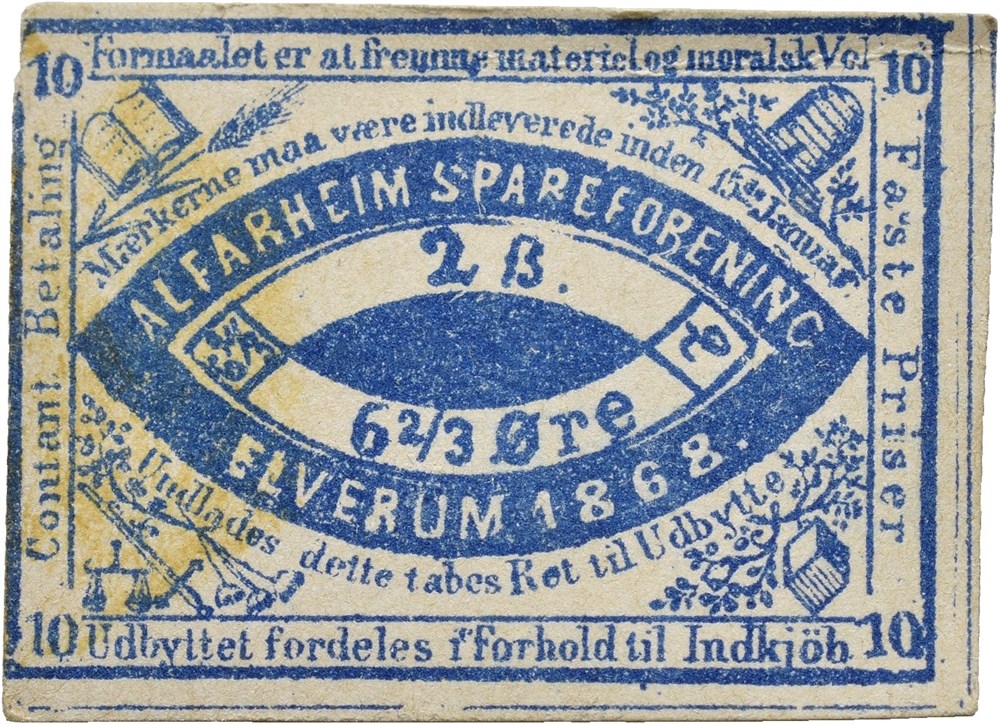 10 Formaalet er at fremme materiel og moralsk Vel 10
Contant Betaling
Mærkerne maa være indleverede inden 15de Januar
ALFARHEIM SPAREFORENING
2 ß.
2
6 2/3 Øre
ELVERUM 1868.
Undlades dette tabes Ret til Udbytte
Faste Priser
10 Udbyttet fordeles i forhold til Indkjöb 10